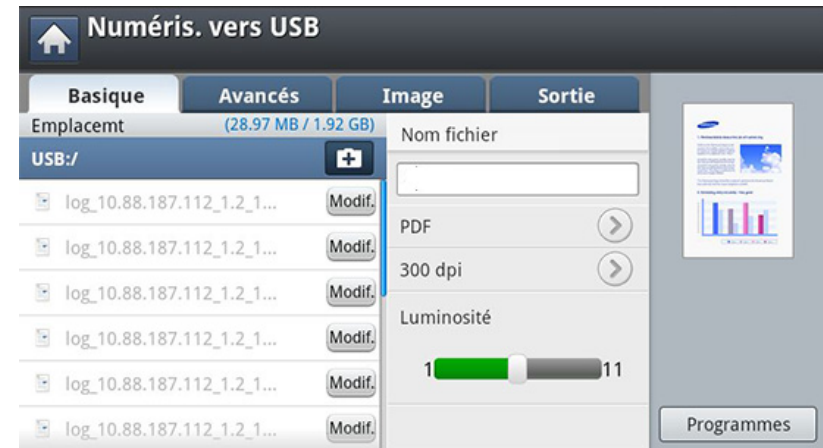 Numéris. vers USB
Basique
Avancés
Image
Sortie
Emplacemt (28.97 MB / 1.92 GB)
USB:/
log_10.88.187.112_1.2_1... Modif.
log_10.88.187.112_1.2_1... Modif.
log_10.88.187.112_1.2_1... Modif.
log_10.88.187.112_1.2_1... Modif.
log_10.88.187.112_1.2_1... Modif.
log_10.88.187.112_1.2_1... Modif.
Nom fichier
PDF
300 dpi
Luminosité
1 11
Programmes